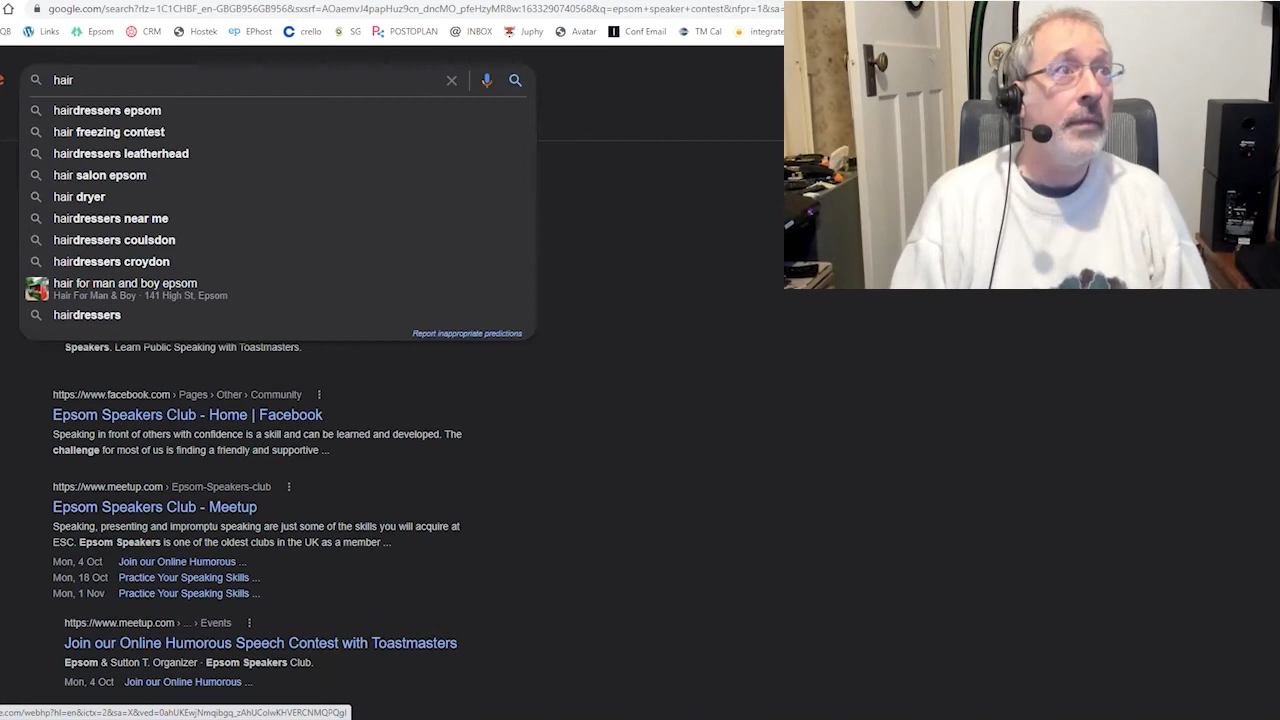 google.com/search?rlz=1C1CHBF_en-GBGB956GB956&sxsrf=AOaemvJ4papHuz9cn_dncMO_pfeHzyMR8w:1633290740568&q=epsom+speaker+contest&nfpr=1&sa=
QB Links Epsom CRM Hostek EPhost crello SG POSTOPLAN INBOX Juphy Avatar Conf Email TM Cal integrate
hair
hairdressers epsom
hair freezing contest
hairdressers leatherhead
hair salon epsom
hair dryer
hairdressers near me
hairdressers coulsdon
hairdressers croydon
hair for man and boy epsom
Hair For Man & Boy · 141 High St, Epsom
hairdressers
Report inappropriate predictions
Speakers. Learn Public Speaking with Toastmasters.
https://www.facebook.com › Pages › Other › Community
Epsom Speakers Club - Home | Facebook
Speaking in front of others with confidence is a skill and can be learned and developed. The
challenge for most of us is finding a friendly and supportive ...
https://www.meetup.com › Epsom-Speakers-club
Epsom Speakers Club - Meetup
Speaking, presenting and impromptu speaking are just some of the skills you will acquire at
ESC. Epsom Speakers is one of the oldest clubs in the UK as a member ...
Mon, 4 Oct Join our Online Humorous ...
Mon, 18 Oct Practice Your Speaking Skills ...
Mon, 1 Nov Practice Your Speaking Skills ...
https://www.meetup.com › ... › Events
Join our Online Humorous Speech Contest with Toastmasters
Epsom & Sutton T. Organizer · Epsom Speakers Club.
Mon, 4 Oct Join our Online Humorous ...